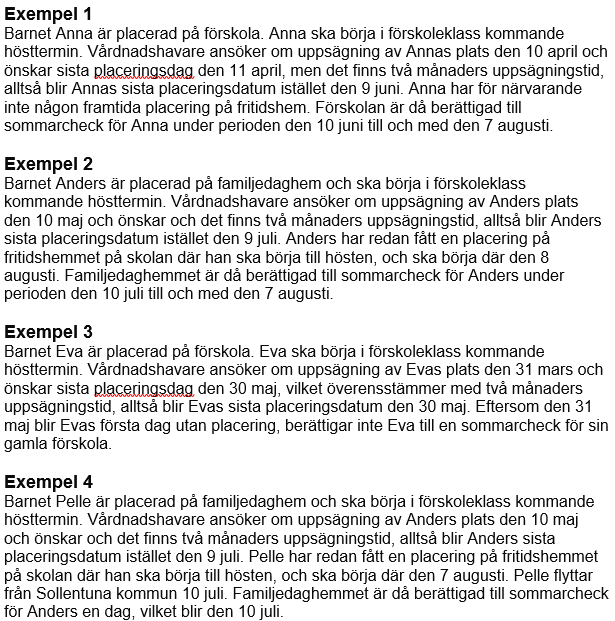 Exempel 1
Barnet Anna är placerad på förskola. Anna ska börja i förskoleklass kommande
hösttermin. Vårdnadshavare ansöker om uppsägning av Annas plats den 10 april och
önskar sista placeringsdag den 11 april, men det finns två månaders uppsägningstid,
alltså blir Annas sista placeringsdatum istället den 9 juni. Anna har för närvarande
inte någon framtida placering på fritidshem. Förskolan är då berättigad till
sommarcheck för Anna under perioden den 10 juni till och med den 7 augusti.
Exempel 2
Barnet Anders är placerad på familjedaghem och ska börja i förskoleklass
kommande hösttermin. Vårdnadshavare ansöker om uppsägning av Anders plats
den 10 maj och önskar och det finns två månaders uppsägningstid, alltså blir Anders
sista placeringsdatum istället den 9 juli. Anders har redan fått en placering på
fritidshemmet på skolan där han ska börja till hösten, och ska börja där den 8
augusti. Familjedaghemmet är då berättigad till sommarcheck för Anders under
perioden den 10 juli till och med den 7 augusti.
Exempel 3
Barnet Eva är placerad på förskola. Eva ska börja i förskoleklass kommande
hösttermin. Vårdnadshavare ansöker om uppsägning av Evas plats den 31 mars och
önskar sista placeringsdag den 30 maj, vilket överensstämmer med två månaders
uppsägningstid, alltså blir Evas sista placeringsdatum den 30 maj. Eftersom den 31
maj blir Evas första dag utan placering, berättigar inte Eva till en sommarcheck för sin
gamla förskola.
Exempel 4
Barnet Pelle är placerad på familjedaghem och ska börja i förskoleklass kommande
hösttermin. Vårdnadshavare ansöker om uppsägning av Anders plats den 10 maj
och önskar och det finns två månaders uppsägningstid, alltså blir Anders sista
placeringsdatum istället den 9 juli. Pelle har redan fått en placering på fritidshemmet
på skolan där han ska börja till hösten, och ska börja där den 7 augusti. Pelle flyttar
från Sollentuna kommun 10 juli. Familjedaghemmet är då berättigad till sommarcheck
för Anders en dag, vilket blir den 10 juli.